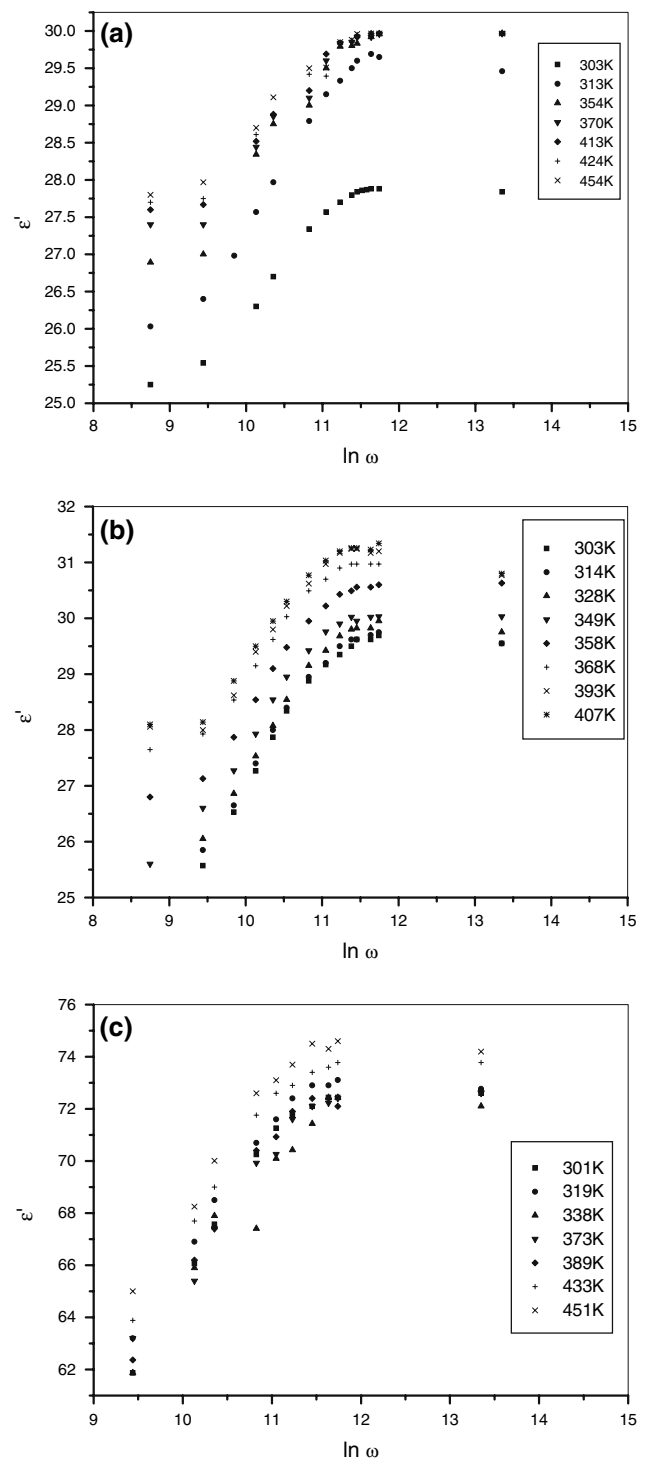 (a)
30.0
29.5
29.0
28.5
28.0
27.5
27.0
26.5
26.0
25.5
25.0
ε'
303K
313K
354K
370K
413K
424K
454K
8 9 10 11 12 13 14 15
ln ω
(b)
32
31
30
29
28
27
26
25
ε'
303K
314K
328K
349K
358K
368K
393K
407K
8 9 10 11 12 13 14 15
ln ω
(c)
76
74
72
70
68
66
64
62
ε'
301K
319K
338K
373K
389K
433K
451K
9 10 11 12 13 14 15
ln ω